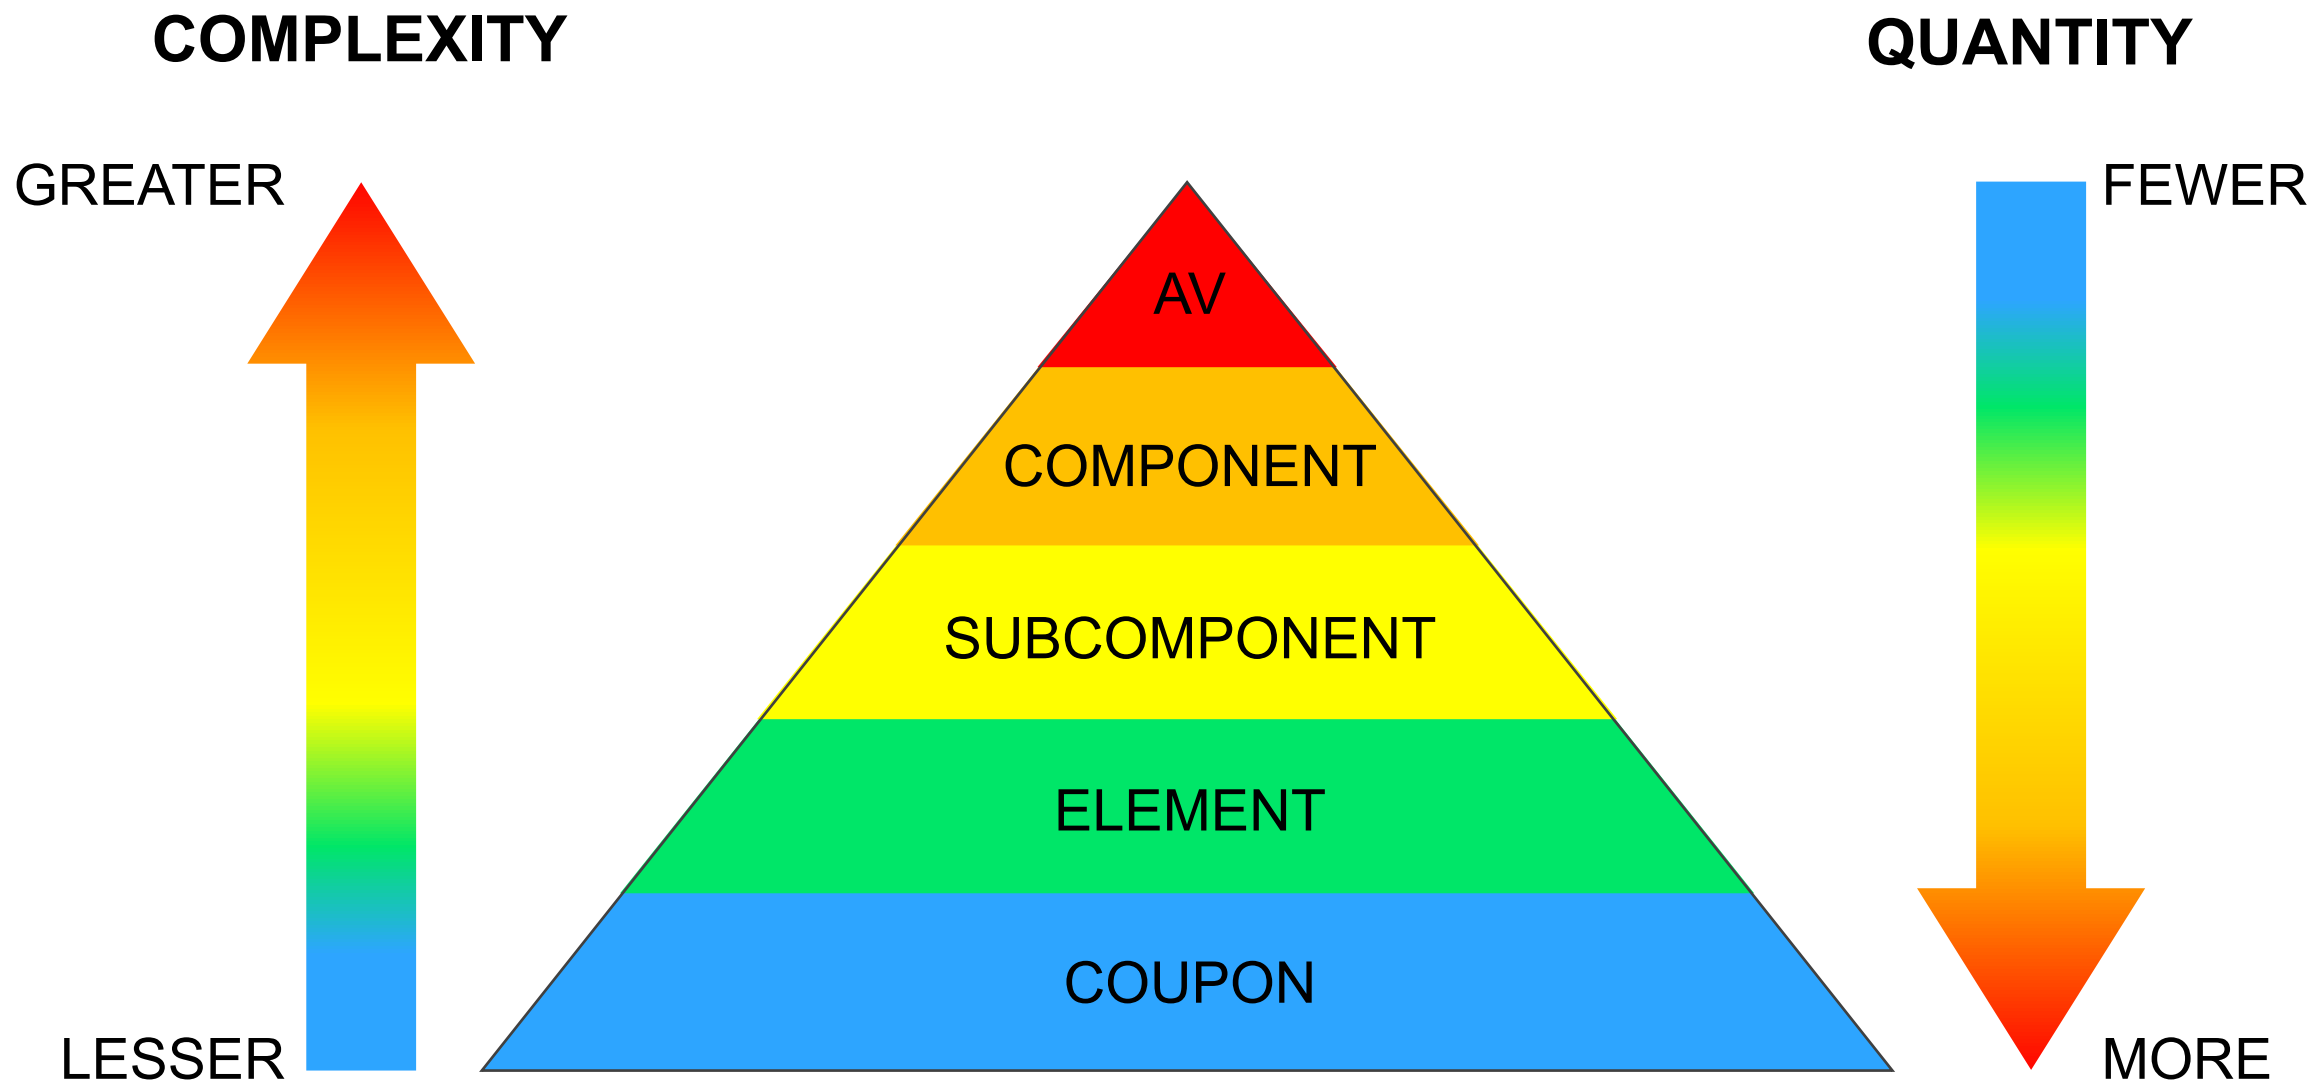 COMPLEXITY
QUANTITY
GREATER
FEWER
AV
COMPONENT
SUBCOMPONENT
ELEMENT
COUPON
LESSER
MORE